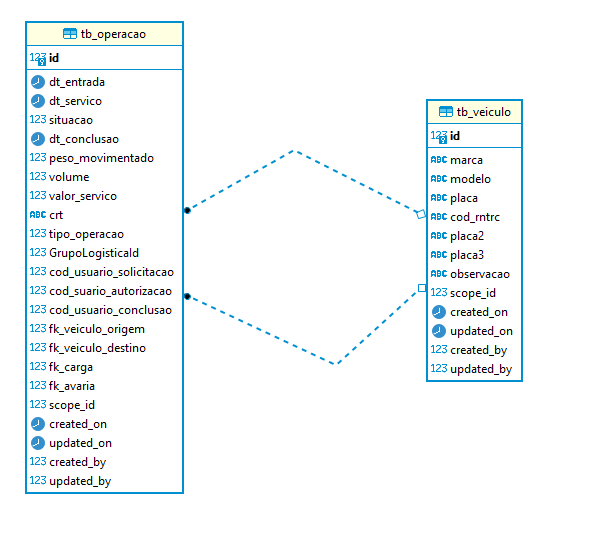 tb_operacao
123 id
dt_entrada
dt_servico
123 situacao
dt_conclusao
123 peso_movimentado
123 volume
123 valor_servico
ABC crt
123 tipo_operacao
123 GrupoLogisticaId
123 cod_usuario_solicitacao
123 cod_suario_autorizacao
123 cod_usuario_conclusao
123 fk_veiculo_origem
123 fk_veiculo_destino
123 fk_carga
123 fk_avaria
123 scope_id
created_on
updated_on
123 created_by
123 updated_by
tb_veiculo
123 id
ABC marca
ABC modelo
ABC placa
ABC cod_rntrc
ABC placa2
ABC placa3
ABC observacao
123 scope_id
created_on
updated_on
123 created_by
123 updated_by